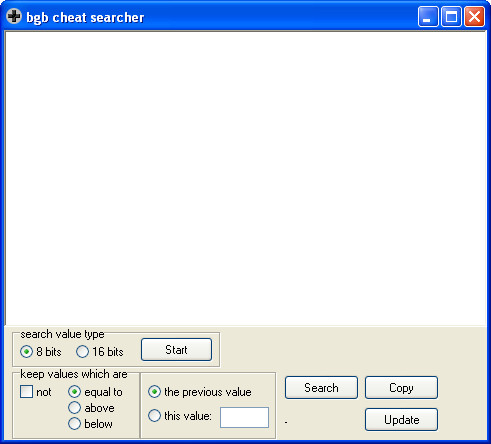 bgb cheat searcher
search value type
8 bits 16 bits Start
keep values which are
not equal to the previous value Search Copy
above this value:
below . Update